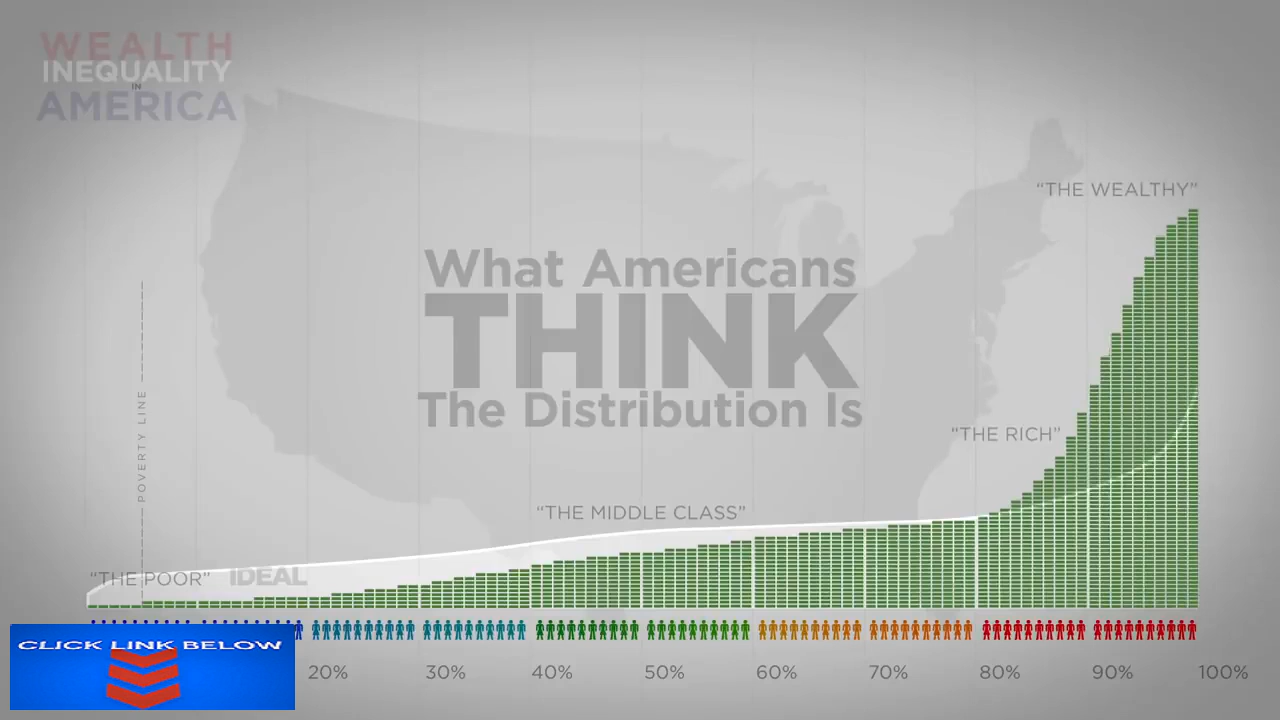 WEALTH
INEQUALITY
IN
AMERICA
"THE WEALTHY"
What Americans
THINK
The Distribution Is
POVERTY LINE
"THE RICH"
"THE MIDDLE CLASS"
"THE POOR" IDEAL
CLICK LINK BELOW
20% 30% 40% 50% 60% 70% 80% 90% 100%